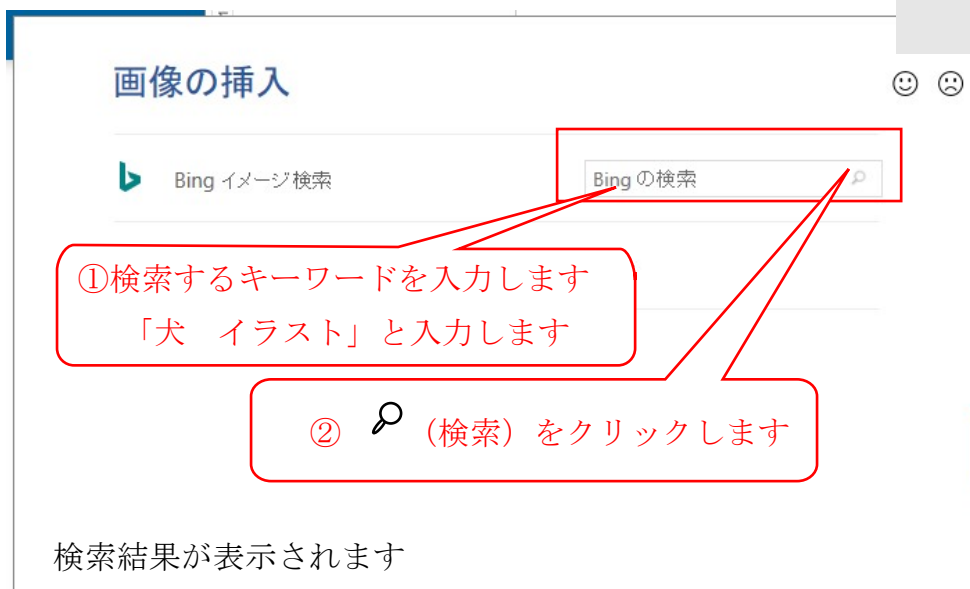 画像の挿入
Bing イメージ検索
Bing の検索
①検索するキーワードを入力します
「犬　イラスト」と入力します
② （検索）をクリックします
検索結果が表示されます